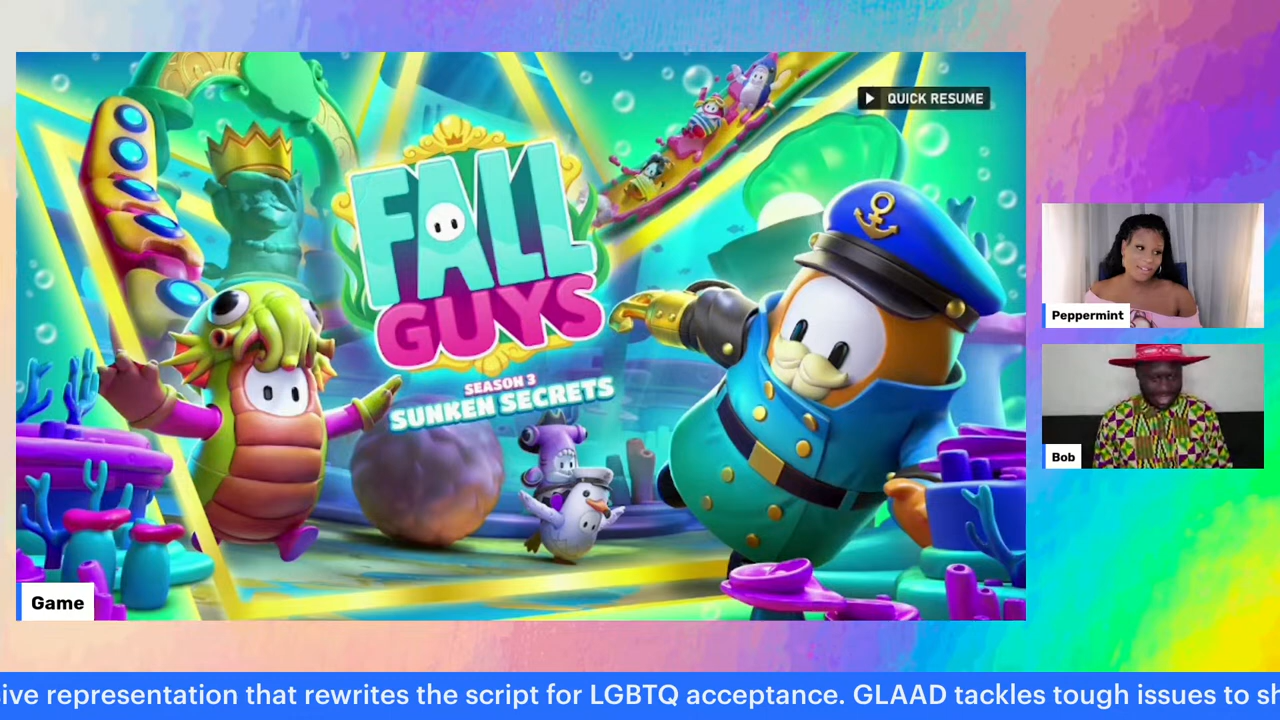 QUICK RESUME
FALL
GUYS
SEASON 3
SUNKEN SECRETS
Peppermint
Bob
Game
sive representation that rewrites the script for LGBTQ acceptance. GLAAD tackles tough issues to sh